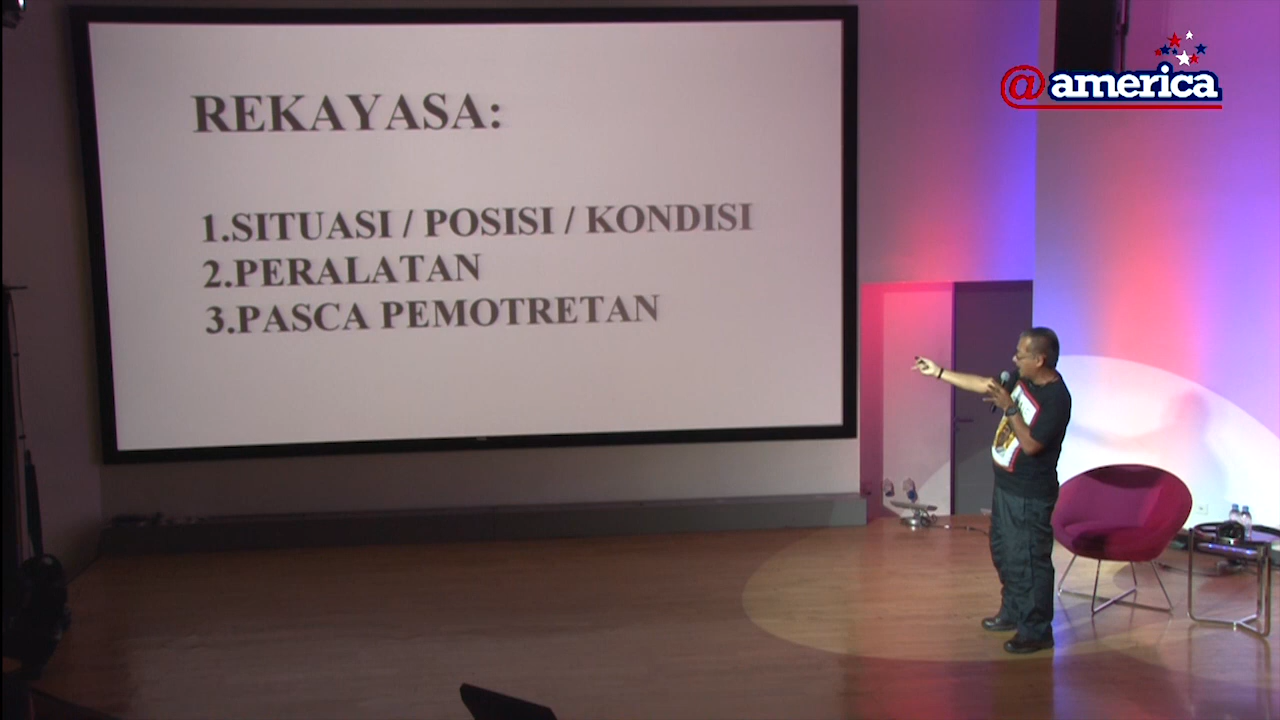 REKAYASA:
1.SITUASI / POSISI / KONDISI
2.PERALATAN
3.PASCA PEMOTRETAN
@america